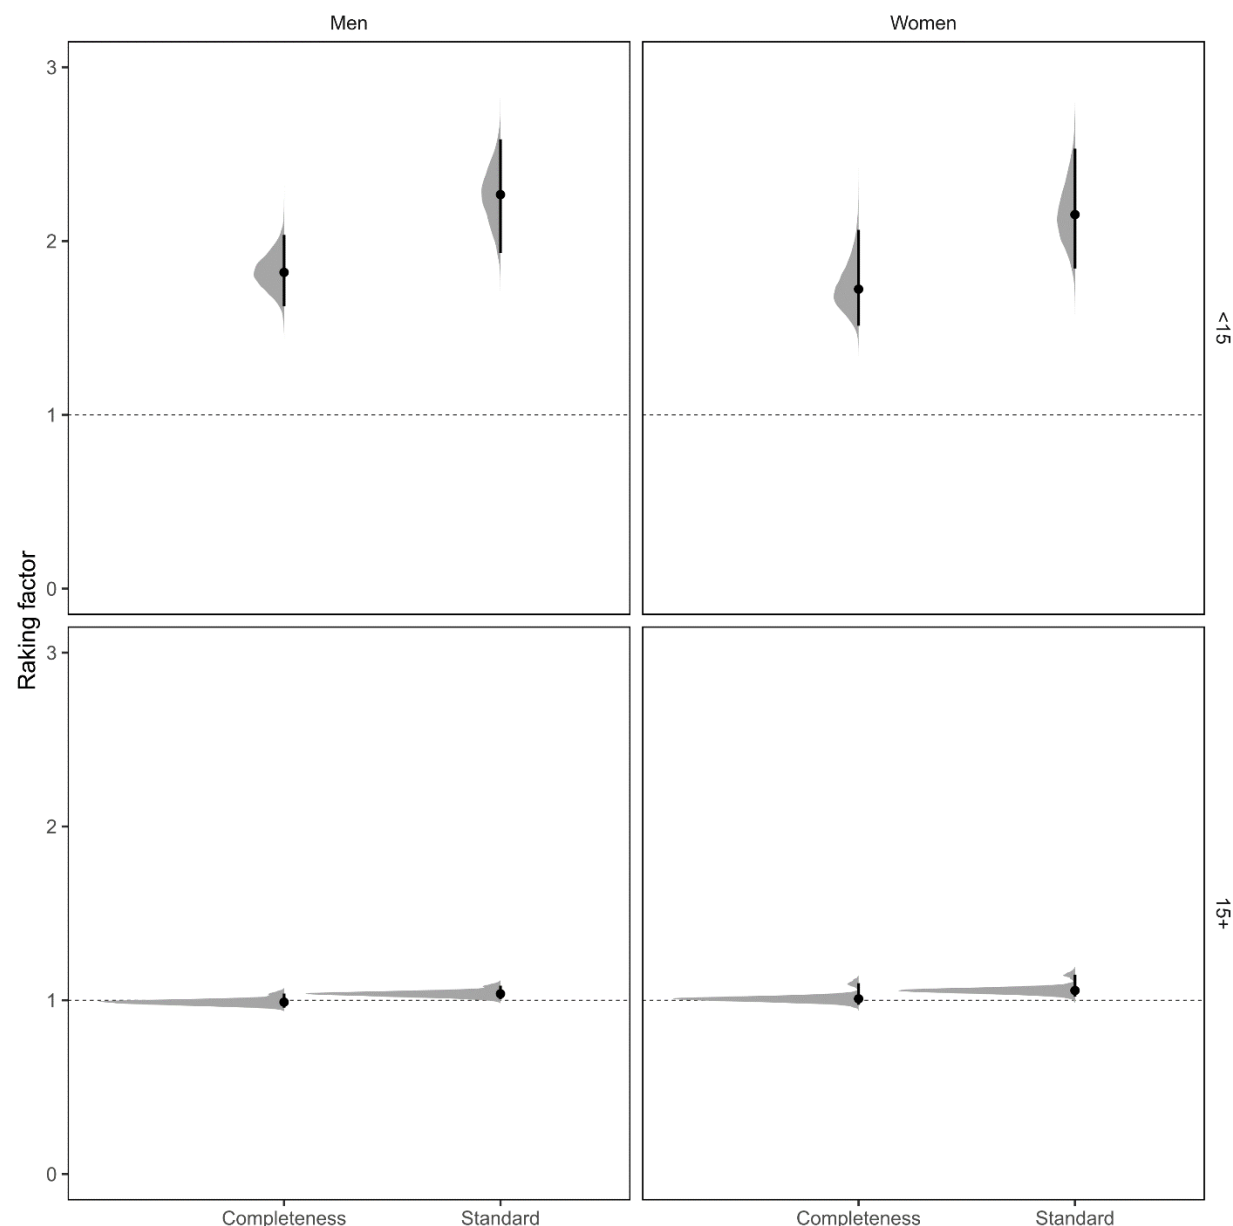 Men
Women
3
2
1
0
<15
Raking factor
3
2
1
0
15+
Completeness
Standard
Completeness
Standard